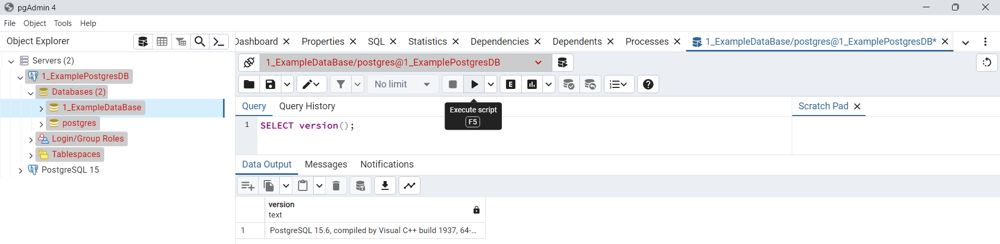 pgAdmin 4
File Object Tools Help
Object Explorer
Dashboard Properties SQL Statistics Dependencies Dependents Processes 1_ExampleDataBase/postgres@1_ExamplePostgresDB*
Servers (2)
1_ExamplePostgresDB
Databases (2)
1_ExampleDataBase
postgres
Login/Group Roles
Tablespaces
PostgreSQL 15
1_ExampleDataBase/postgres@1_ExamplePostgresDB
No limit
E
Execute script
F5
Query Query History
Scratch Pad
1 SELECT version();
Data Output Messages Notifications
version
text
1 PostgreSQL 15.6, compiled by Visual C++ build 1937, 64-...